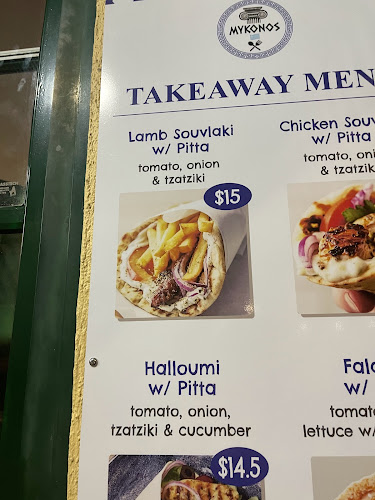 MYKONOS
TAKEAWAY MEN
Lamb Souvlaki
w/ Pitta
tomato, onion
& tzatziki
$15
Chicken Souv
w/ Pitta
tomato, oni
& tzatzik
Halloumi
w/ Pitta
tomato, onion,
tzatziki & cucumber
$14.5
Fala
w/
tomato
lettuce w/